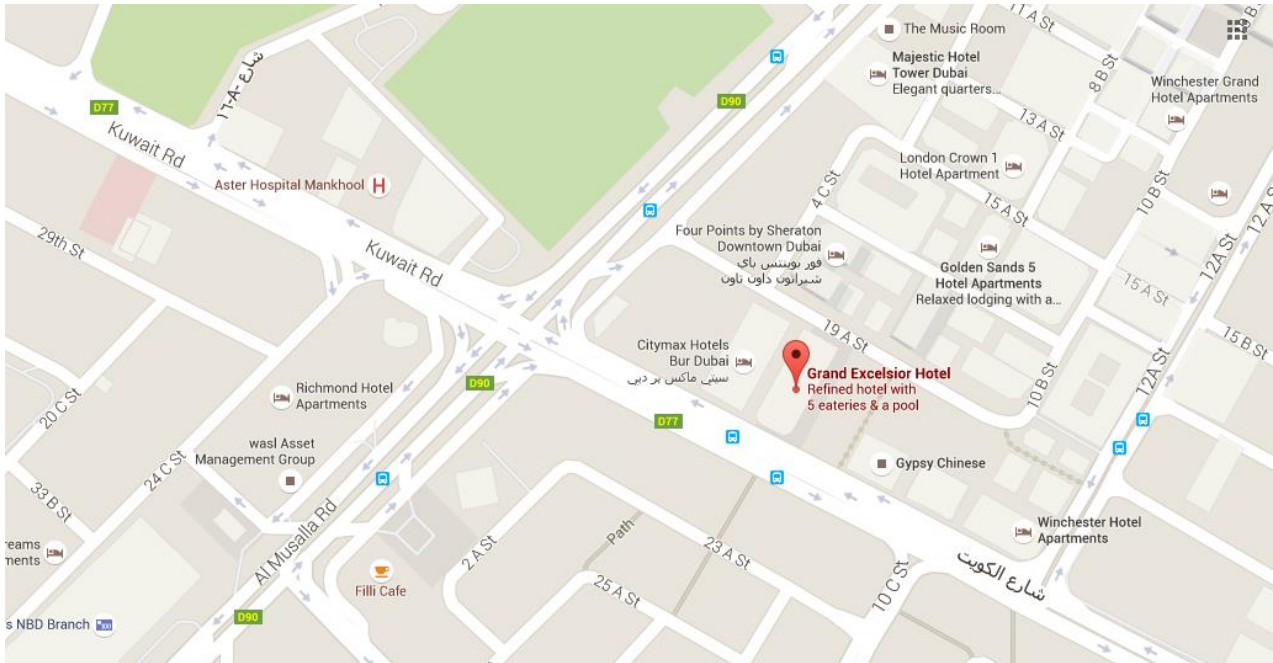 The Music Room
11 A St
8 B St
Majestic Hotel
Tower Dubai
Elegant quarters...
Winchester Grand
Hotel Apartments
شارع ١٦-A-
D77
D90
Kuwait Rd
13 A St
London Crown 1
Hotel Apartment
10 B St
Aster Hospital Mankhool
H
4 C St
15 A St
12A St
12 A
29th St
Four Points by Sheraton
Downtown Dubai
فور بوينتس باي
شيراتون داون تاون
Kuwait Rd
Golden Sands 5
Hotel Apartments
Relaxed lodging with a...
15 A St
19 A St
15 B St
Citymax Hotels
Bur Dubai
سيتي ماكس بر دبي
Grand Excelsior Hotel
Refined hotel with
5 eateries & a pool
D90
Richmond Hotel
Apartments
20 C St
10 B St
12A St
D77
wasl Asset
Management Group
24 C St
Gypsy Chinese
33 B St
Al Musalla Rd
Path
2 A St
23 A St
Winchester Hotel
Apartments
reams
ments
شارع الكويت
Filli Cafe
25 A St
10 C St
D90
s NBD Branch